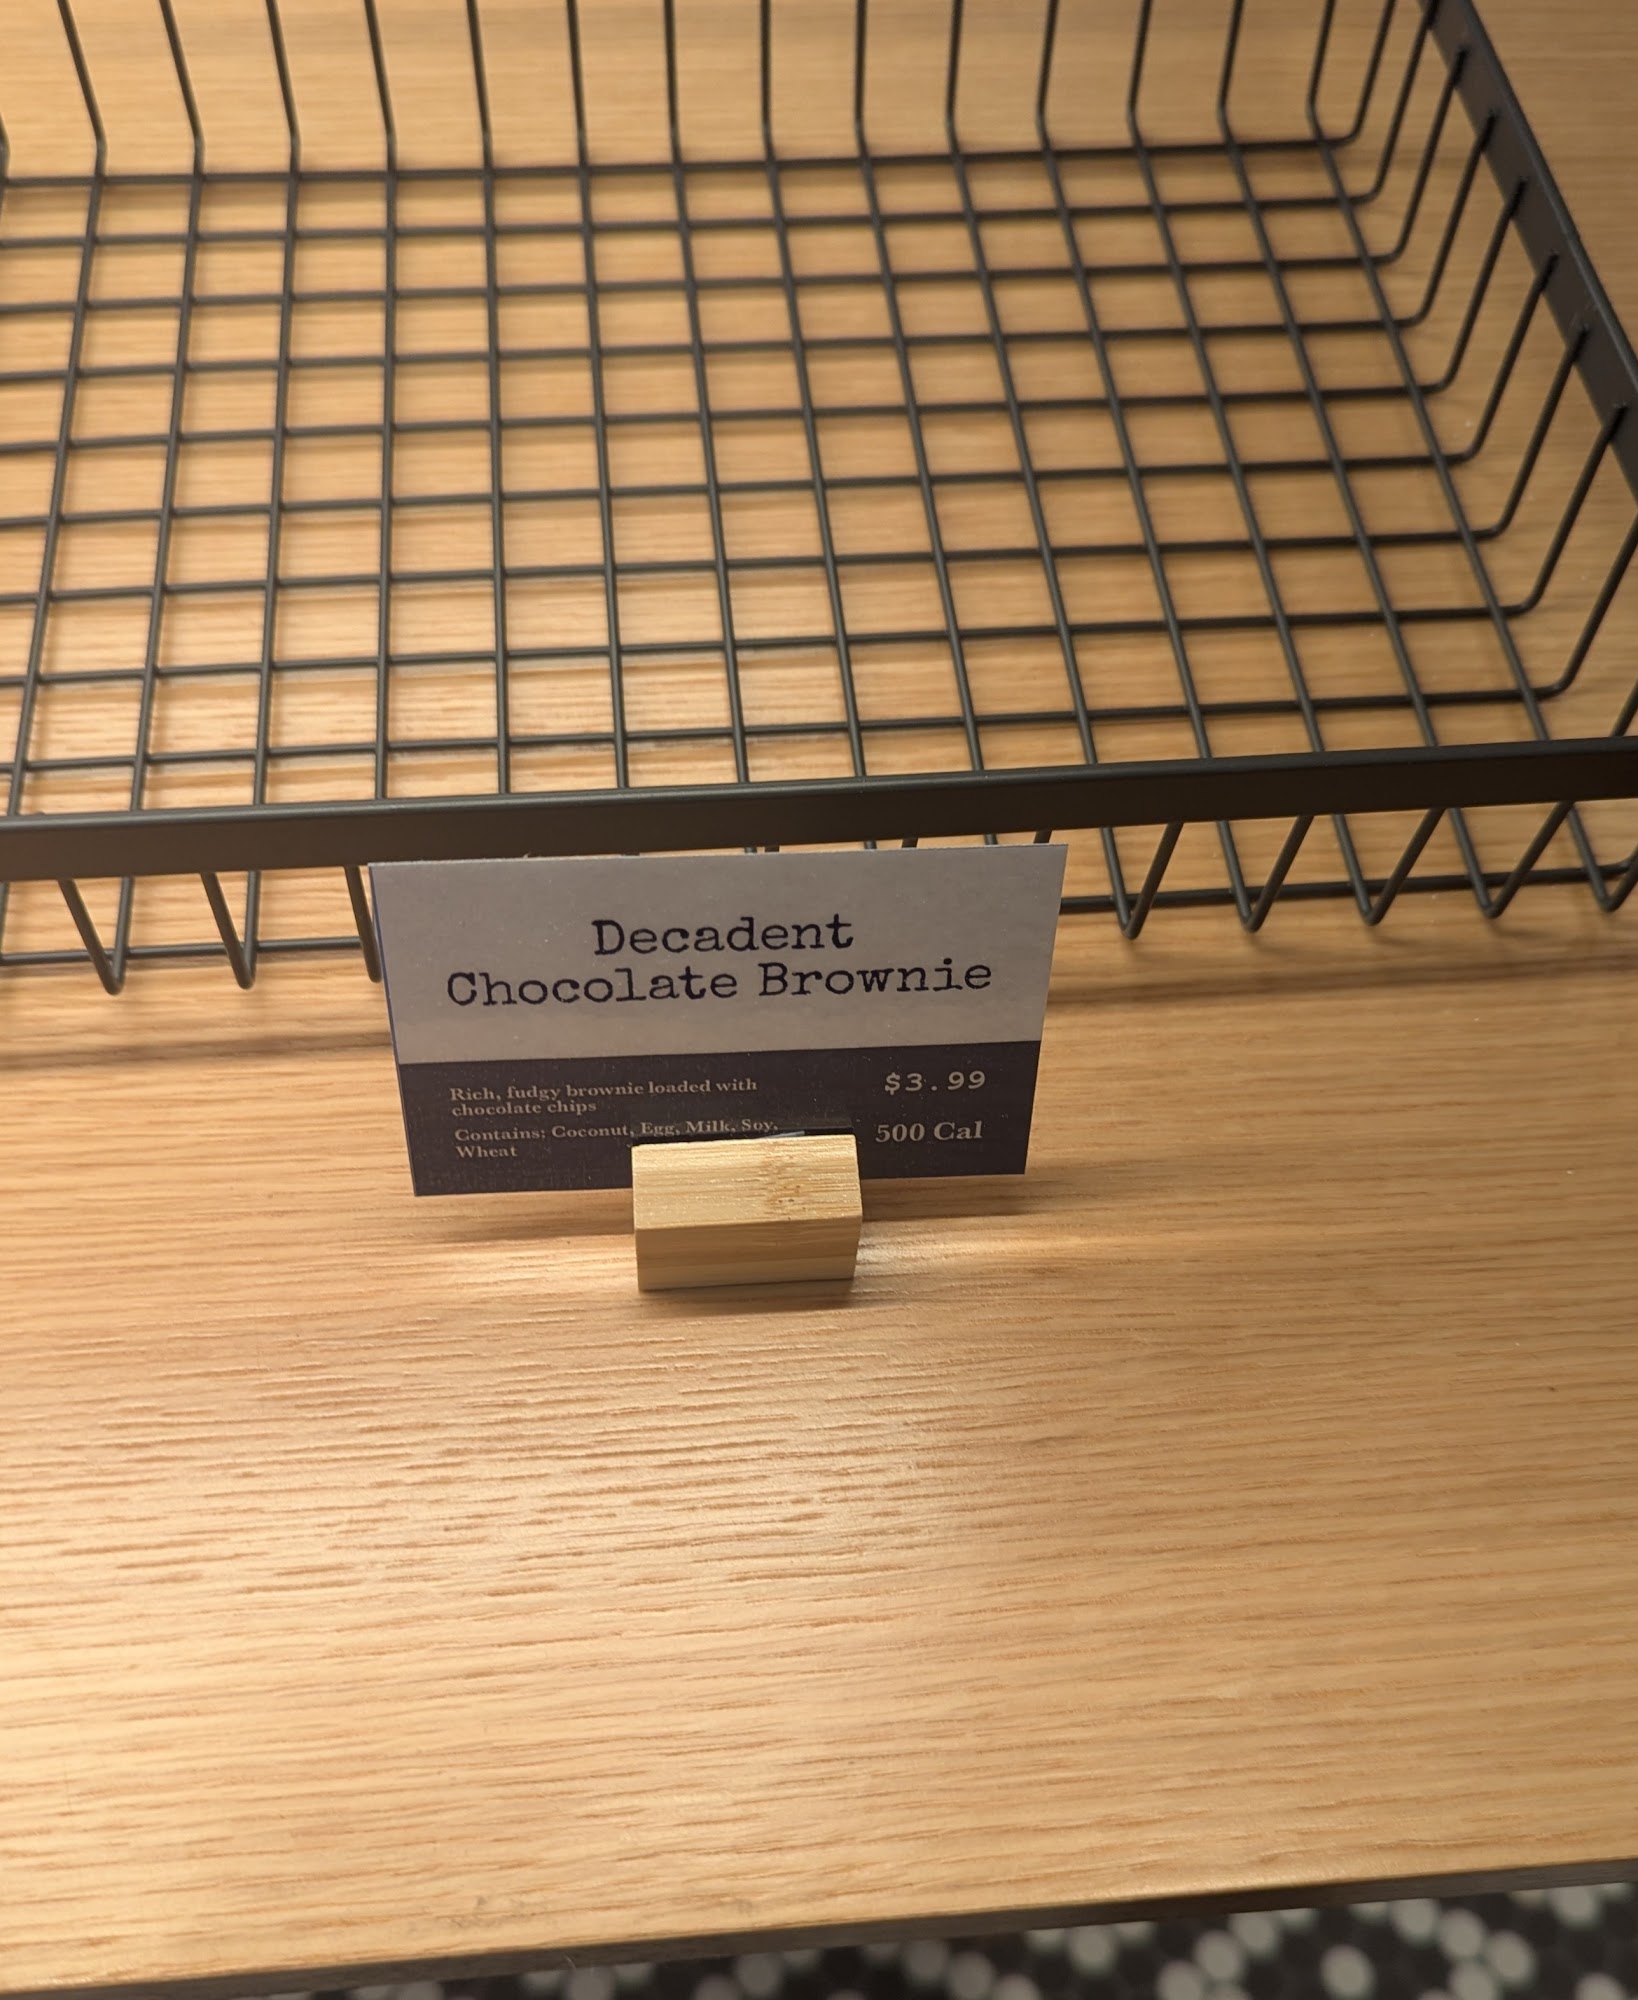 Decadent
Chocolate Brownie
Rich, fudgy brownie loaded with
chocolate chips
$3.99
Contains: Coconut, Egg, Milk, Soy,
Wheat
500 Cal